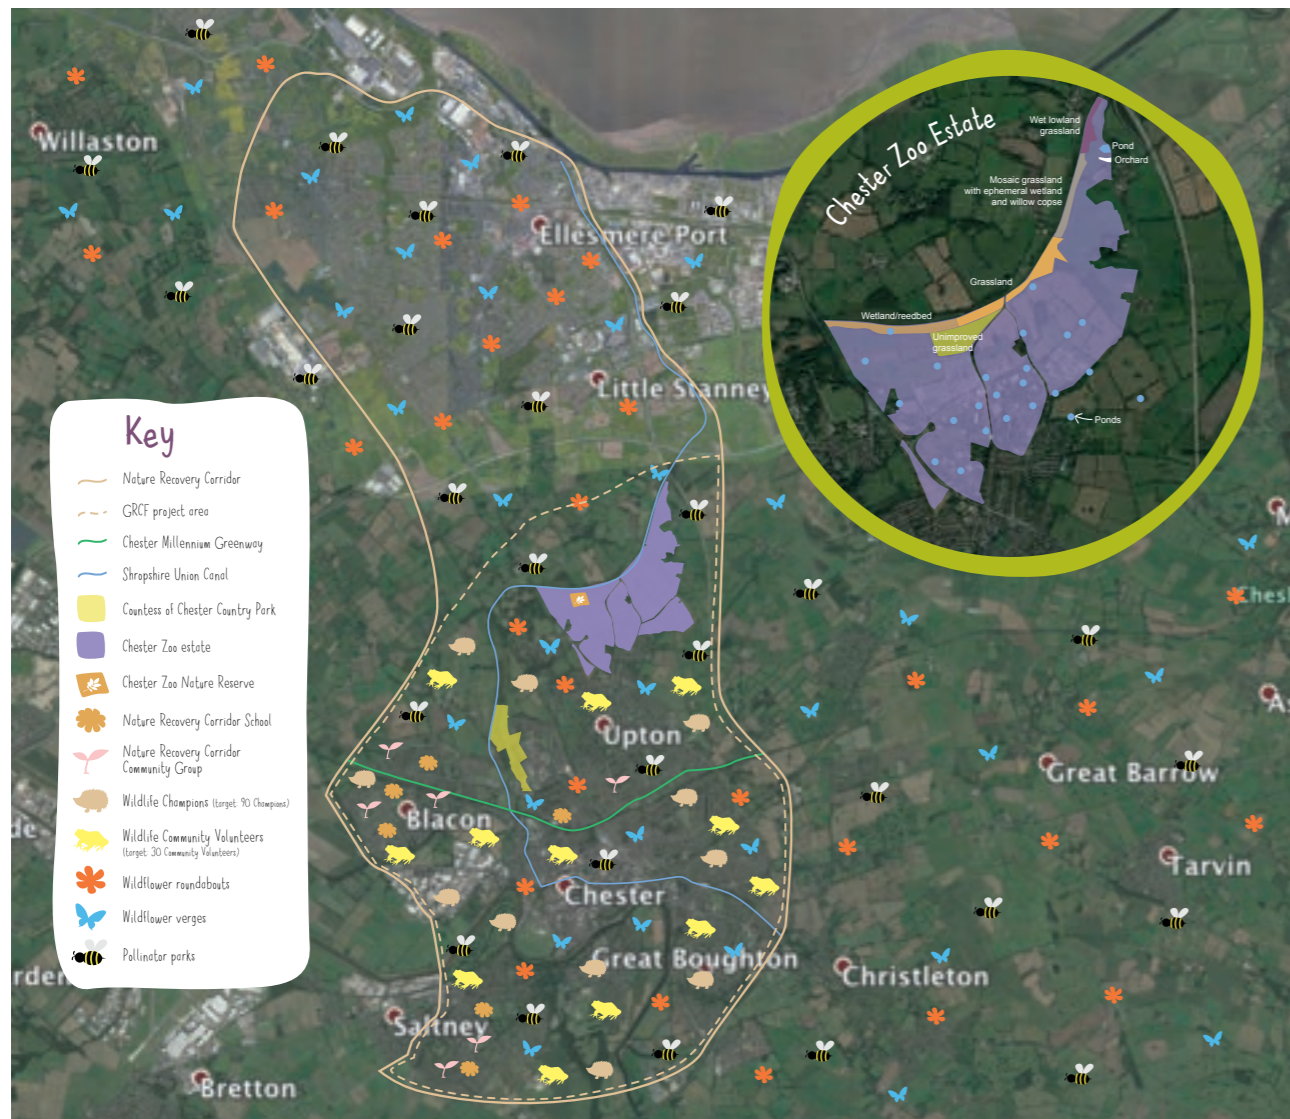 Willaston
Ellesmere Port
Little Stanney
Chester Zoo Estate
Wet lowland
grassland
Pond
Orchard
Mosaic grassland
with ephemeral wetland
and willow copse
Grassland
Wetland/reedbed
Unimproved
grassland
Ponds
Key
Nature Recovery Corridor
GRCF project area
Chester Millennium Greenway
Shropshire Union Canal
Countess of Chester Country Park
Chester Zoo estate
Chester Zoo Nature Reserve
Nature Recovery Corridor School
Nature Recovery Corridor
Community Group
Wildlife Champions (target: 90 Champions)
Wildlife Community Volunteers
(target: 30 Community Volunteers)
Wildflower roundabouts
Wildflower verges
Pollinator parks
Upton
Great Barrow
Blacon
Tarvin
Chester
Great Boughton
Christleton
Saltney
Bretton